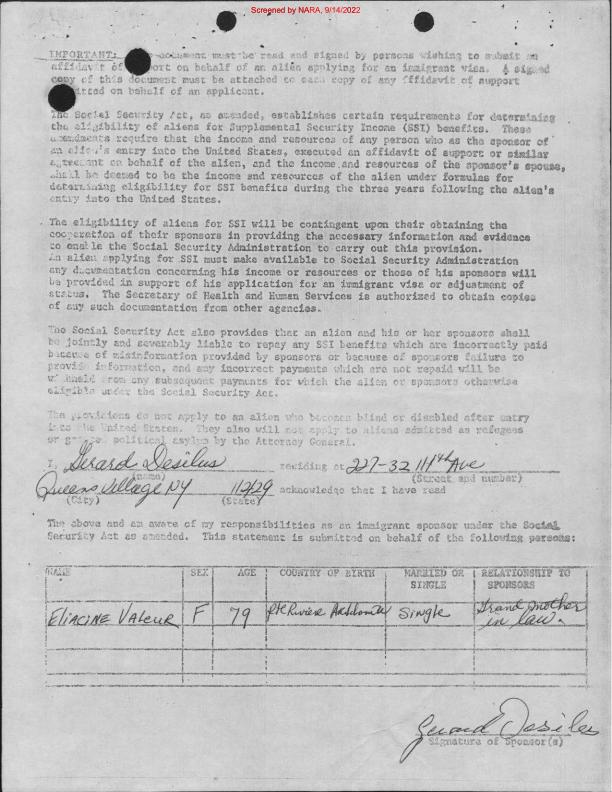 Screened by NARA, 9/14/2022
IMPORTANT: document must be read and signed by persons wishing to submit an
affidavit of ort on behalf of an alien applying for an immigrant visa. A signed
copy of this document must be attached to each copy of any fffidavit of support
itted on behalf of an applicant.
The Social Security Act, as amended, establishes certain requirements for determining
the eligibility of aliens for Supplemental Security Income (SSI) benefits. These
amendments require that the income and resources of any person who as the sponsor of
an alien's entry into the United States, executed an affidavit of support or similar
agreement on behalf of the alien, and the income and resources of the sponsor's spouse,
shall be deemed to be the income and resources of the alien under formulas for
determining eligibility for SSI benefits during the three years following the alien's
entry into the United States.
The eligibility of aliens for SSI will be contingent upon their obtaining the
cooperation of their sponsors in providing the necessary information and evidence
to enable the Social Security Administration to carry out this provision.
An alien applying for SSI must make available to Social Security Administration
any documentation concerning his income or resources or those of his sponsors will
be provided in support of his application for an immigrant visa or adjustment of
status. The Secretary of Health and Human Services is authorized to obtain copies
of any such documentation from other agencies.
The Social Security Act also provides that an alien and his or her sponsors shall
be jointly and severably liable to repay any SSI benefits which are incorrectly paid
because of misinformation provided by sponsors or because of sponsors failure to
provide information, and any incorrect payments which are not repaid will be
withheld from any subsequent payments for which the alien or sponsors otherwise
eligible under the Social Security Act.
The provisions do not apply to an alien who becomes blind or disabled after entry
into the United States. They also will not apply to aliens admitted as refugees
or political asylum by the Attorney General.
I, Gerard Desilus residing at 227-32 114th Ave
(name) (Street and number)
Queens Village NY 11429 acknowledge that I have read
(City) (State)
The above and am aware of my responsibilities as an immigrant sponsor under the Social
Security Act as amended. This statement is submitted on behalf of the following persons:
NAME SEX AGE COUNTRY OF BIRTH MARRIED OR SINGLE RELATIONSHIP TO SPONSORS
Eliacine Valeur F 79 Pte Riviere Single Grand mother
in law.
Gerard Desilus
Signature of Sponsor(s)